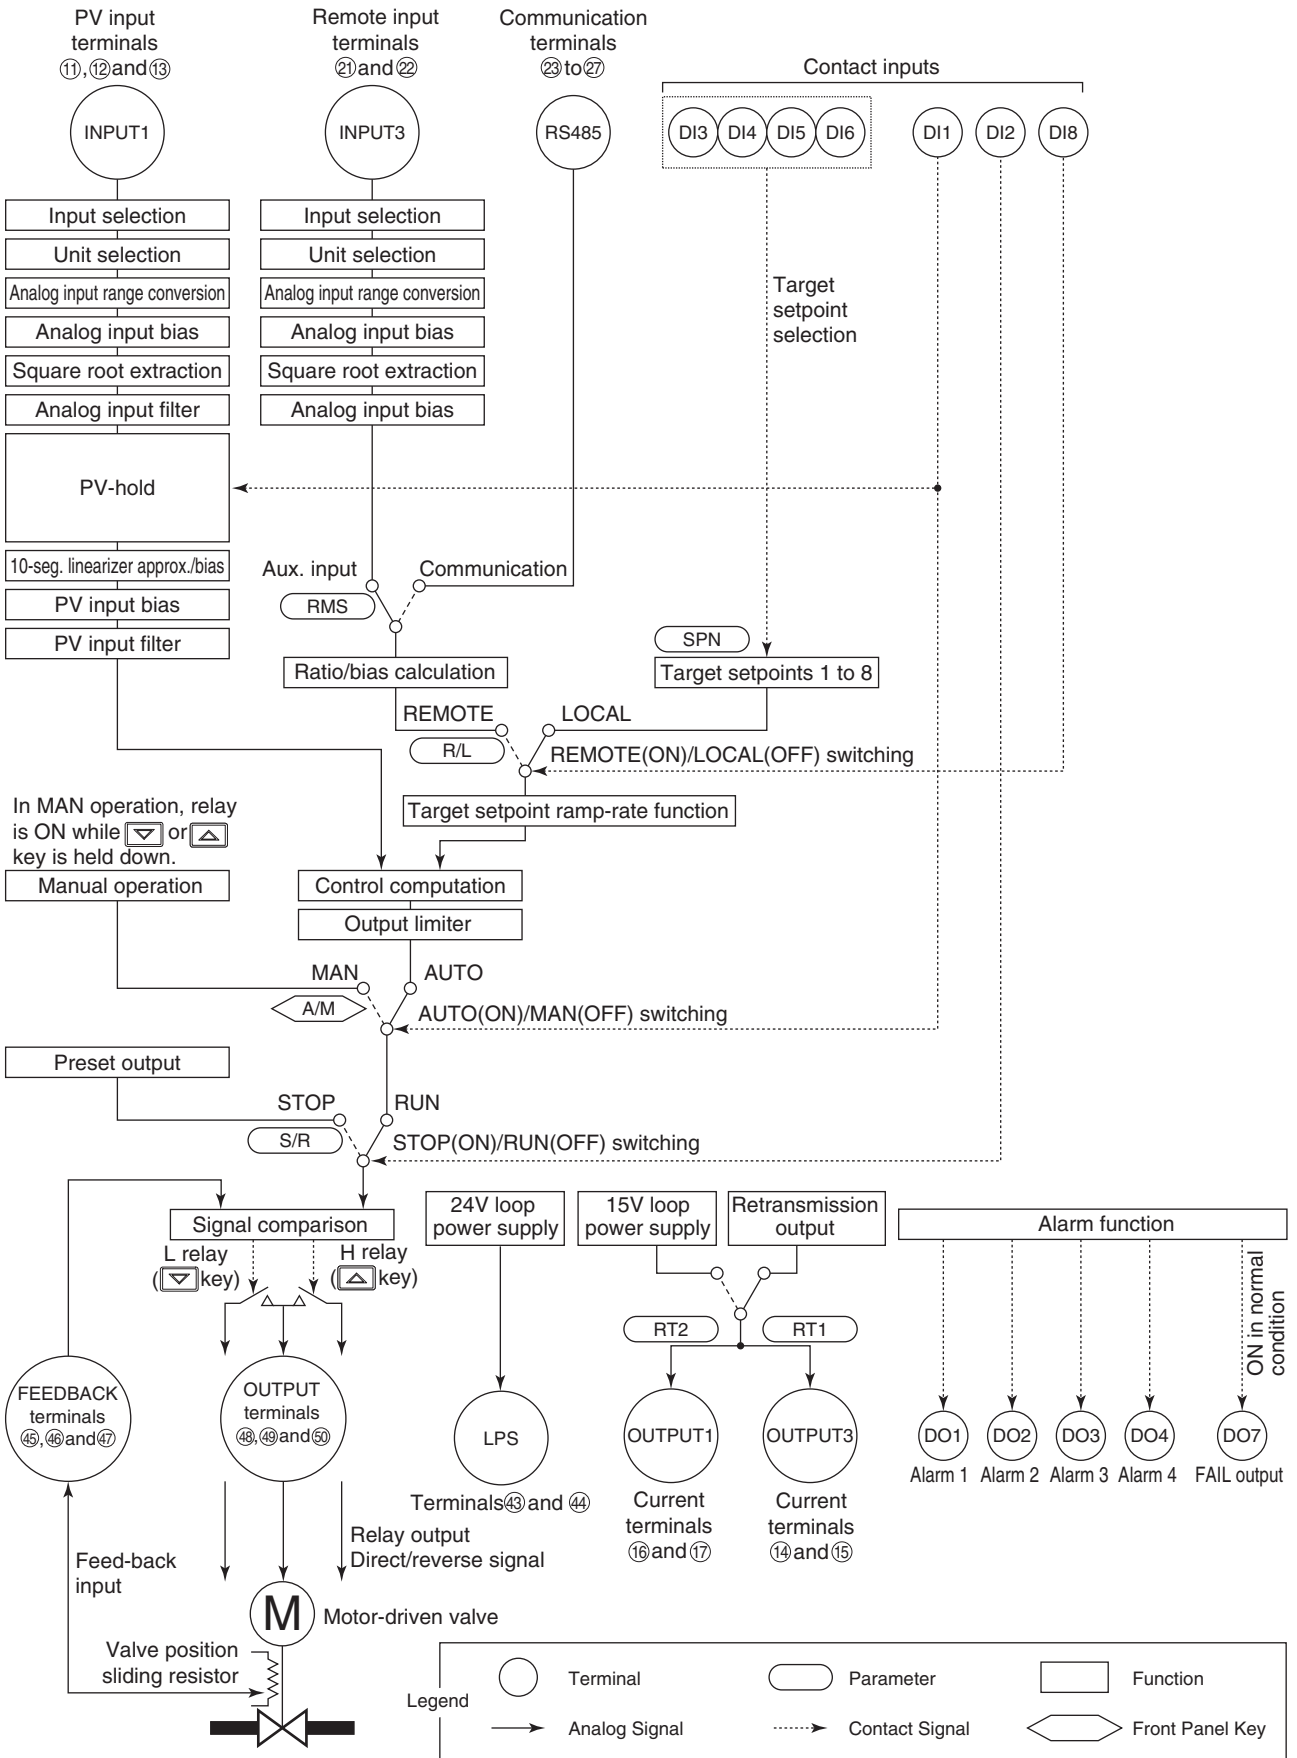 PV input
terminals
⑪, ⑫ and ⑬
Remote input
terminals
㉑ and ㉒
Communication
terminals
㉓ to ㉗
Contact inputs
INPUT1
INPUT3
RS485
DI3
DI4
DI5
DI6
DI1
DI2
DI8
Input selection
Unit selection
Analog input range conversion
Analog input bias
Square root extraction
Analog input filter
PV-hold
10-seg. linearizer approx./bias
PV input bias
PV input filter
Input selection
Unit selection
Analog input range conversion
Analog input bias
Square root extraction
Analog input bias
Target
setpoint
selection
Aux. input
Communication
RMS
SPN
Ratio/bias calculation
Target setpoints 1 to 8
REMOTE
LOCAL
R/L
REMOTE(ON)/LOCAL(OFF) switching
Target setpoint ramp-rate function
In MAN operation, relay
is ON while ▽ or △
key is held down.
Manual operation
Control computation
Output limiter
MAN
AUTO
A/M
AUTO(ON)/MAN(OFF) switching
Preset output
STOP
RUN
S/R
STOP(ON)/RUN(OFF) switching
Signal comparison
L relay
(▽ key)
H relay
(△ key)
24V loop
power supply
15V loop
power supply
Retransmission
output
Alarm function
RT2
RT1
ON in normal
condition
FEEDBACK
terminals
㊺, ㊻ and ㊼
OUTPUT
terminals
㊽, ㊾ and ㊿
LPS
Terminals ㊸ and ㊹
OUTPUT1
Current
terminals
⑯ and ⑰
OUTPUT3
Current
terminals
⑭ and ⑮
DO1
DO2
DO3
DO4
DO7
Alarm 1
Alarm 2
Alarm 3
Alarm 4
FAIL output
Relay output
Direct/reverse signal
Feed-back
input
M
Motor-driven valve
Valve position
sliding resistor
Legend
Terminal
Parameter
Function
Analog Signal
Contact Signal
Front Panel Key